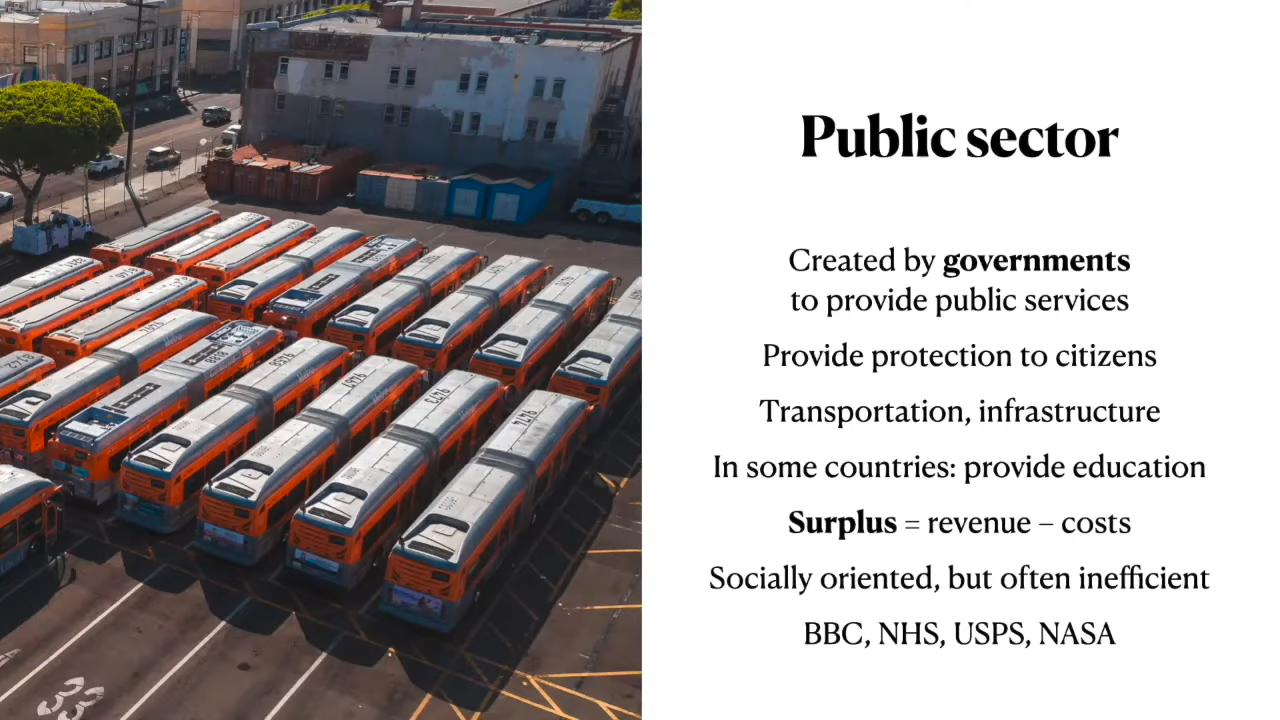 Public sector
Created by governments
to provide public services
Provide protection to citizens
Transportation, infrastructure
In some countries: provide education
Surplus = revenue – costs
Socially oriented, but often inefficient
BBC, NHS, USPS, NASA